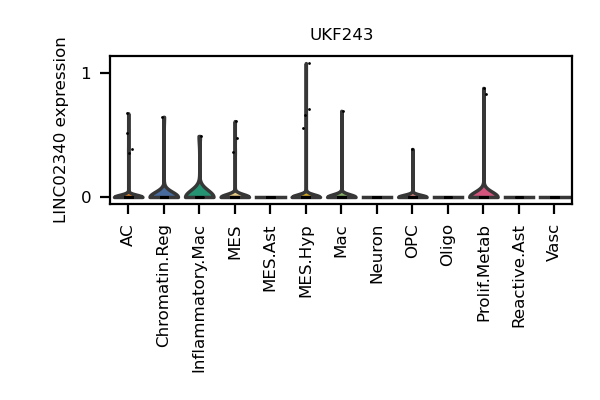 UKF243
LINC02340 expression
1
0
AC
Chromatin.Reg
Inflammatory.Mac
MES
MES.Ast
MES.Hyp
Mac
Neuron
OPC
Oligo
Prolif.Metab
Reactive.Ast
Vasc